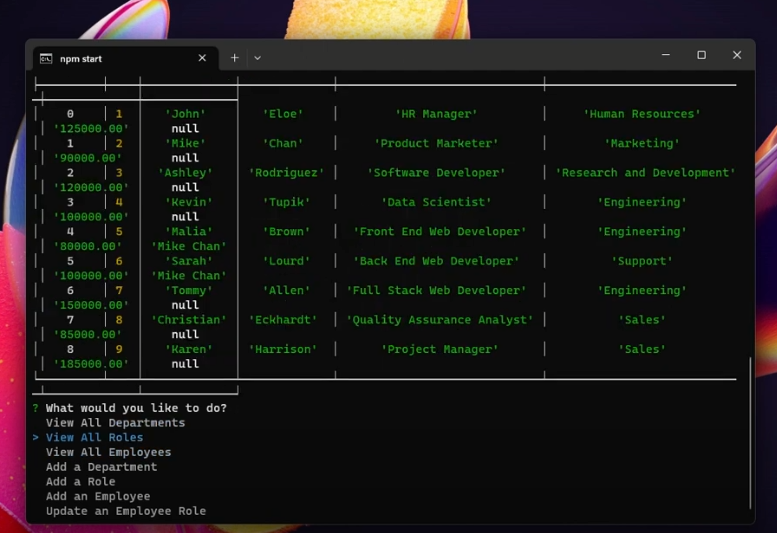 npm start
0 │ 1 │ 'John' │ 'Eloe' │ 'HR Manager' │ 'Human Resources'
'125000.00' │ null
1 │ 2 │ 'Mike' │ 'Chan' │ 'Product Marketer' │ 'Marketing'
'90000.00' │ null
2 │ 3 │ 'Ashley' │ 'Rodriguez' │ 'Software Developer' │ 'Research and Development'
'120000.00' │ null
3 │ 4 │ 'Kevin' │ 'Tupik' │ 'Data Scientist' │ 'Engineering'
'100000.00' │ null
4 │ 5 │ 'Malia' │ 'Brown' │ 'Front End Web Developer' │ 'Engineering'
'80000.00' │ 'Mike Chan'
5 │ 6 │ 'Sarah' │ 'Lourd' │ 'Back End Web Developer' │ 'Support'
'100000.00' │ 'Mike Chan'
6 │ 7 │ 'Tommy' │ 'Allen' │ 'Full Stack Web Developer' │ 'Engineering'
'150000.00' │ null
7 │ 8 │ 'Christian' │ 'Eckhardt' │ 'Quality Assurance Analyst' │ 'Sales'
'85000.00' │ null
8 │ 9 │ 'Karen' │ 'Harrison' │ 'Project Manager' │ 'Sales'
'185000.00' │ null
? What would you like to do?
View All Departments
> View All Roles
View All Employees
Add a Department
Add a Role
Add an Employee
Update an Employee Role